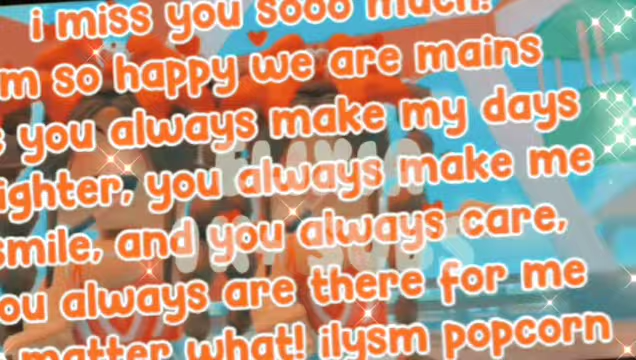 i miss you sooo much!
m so happy we are mains
you always make my days
ighter, you always make me
smile, and you always care,
ou always are there for me
matter what! ilysm popcorn